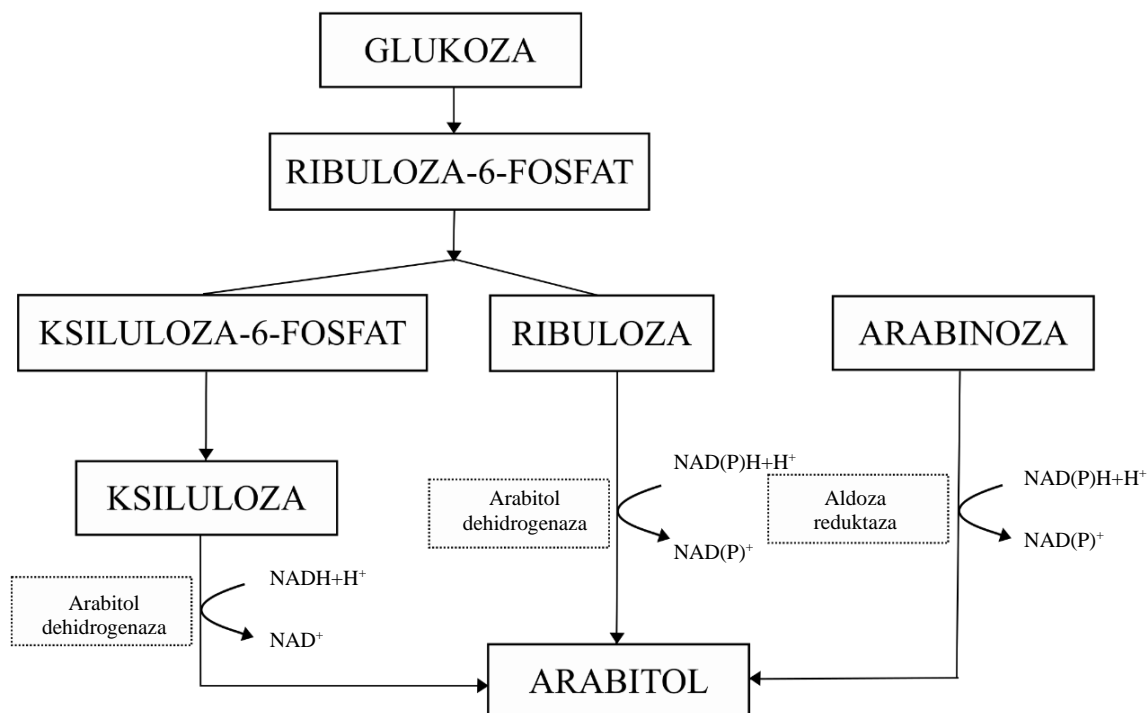 GLUKOZA
RIBULOZA-6-FOSFAT
KSILULOZA-6-FOSFAT
RIBULOZA
ARABINOZA
KSILULOZA
Arabitol
dehidrogenaza
NAD(P)H+H⁺
NAD(P)⁺
Aldoza
reduktaza
NAD(P)H+H⁺
NAD(P)⁺
Arabitol
dehidrogenaza
NADH+H⁺
NAD⁺
ARABITOL